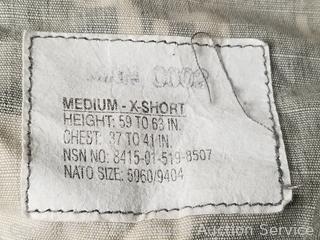 MEDIUM - X-SHORT
HEIGHT: 59 TO 63 IN.
CHEST: 37 TO 41 IN.
NSN NO: 8415-01-519-8507
NATO SIZE: 5060/9404
Auction Service